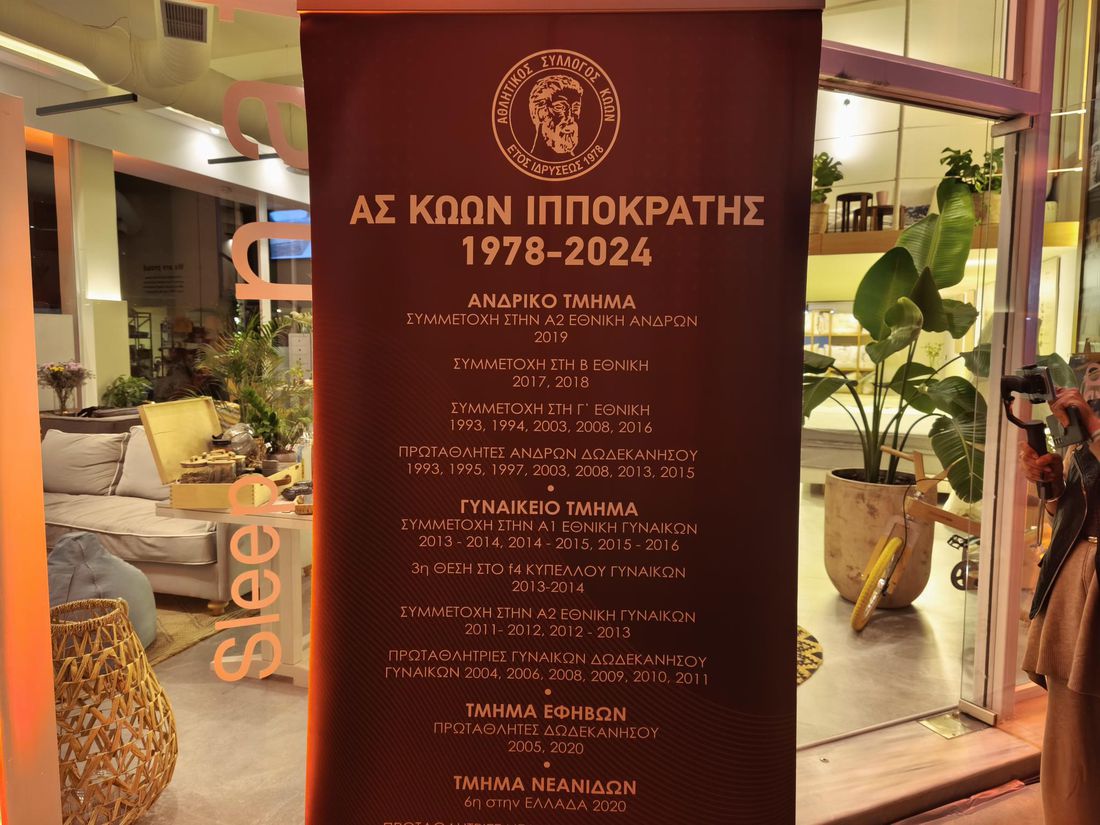 ΑΘΛΗΤΙΚΟΣ ΣΥΛΛΟΓΟΣ ΚΩΩΝ
ΕΤΟΣ ΙΔΡΥΣΕΩΣ 1978
ΑΣ ΚΩΩΝ ΙΠΠΟΚΡΑΤΗΣ
1978-2024
ΑΝΔΡΙΚΟ ΤΜΗΜΑ
ΣΥΜΜΕΤΟΧΗ ΣΤΗΝ Α2 ΕΘΝΙΚΗ ΑΝΔΡΩΝ
2019
ΣΥΜΜΕΤΟΧΗ ΣΤΗ Β ΕΘΝΙΚΗ
2017, 2018
ΣΥΜΜΕΤΟΧΗ ΣΤΗ Γ' ΕΘΝΙΚΗ
1993, 1994, 2003, 2008, 2016
ΠΡΩΤΑΘΛΗΤΕΣ ΑΝΔΡΩΝ ΔΩΔΕΚΑΝΗΣΟΥ
1993, 1995, 1997, 2003, 2008, 2013, 2015
ΓΥΝΑΙΚΕΙΟ ΤΜΗΜΑ
ΣΥΜΜΕΤΟΧΗ ΣΤΗΝ Α1 ΕΘΝΙΚΗ ΓΥΝΑΙΚΩΝ
2013 - 2014, 2014 - 2015, 2015 - 2016
3η ΘΕΣΗ ΣΤΟ f4 ΚΥΠΕΛΛΟΥ ΓΥΝΑΙΚΩΝ
2013-2014
ΣΥΜΜΕΤΟΧΗ ΣΤΗΝ Α2 ΕΘΝΙΚΗ ΓΥΝΑΙΚΩΝ
2011- 2012, 2012 - 2013
ΠΡΩΤΑΘΛΗΤΡΙΕΣ ΓΥΝΑΙΚΩΝ ΔΩΔΕΚΑΝΗΣΟΥ
ΓΥΝΑΙΚΩΝ 2004, 2006, 2008, 2009, 2010, 2011
ΤΜΗΜΑ ΕΦΗΒΩΝ
ΠΡΩΤΑΘΛΗΤΕΣ ΔΩΔΕΚΑΝΗΣΟΥ
2005, 2020
ΤΜΗΜΑ ΝΕΑΝΙΔΩΝ
6η στην ΕΛΛΑΔΑ 2020
Sleep